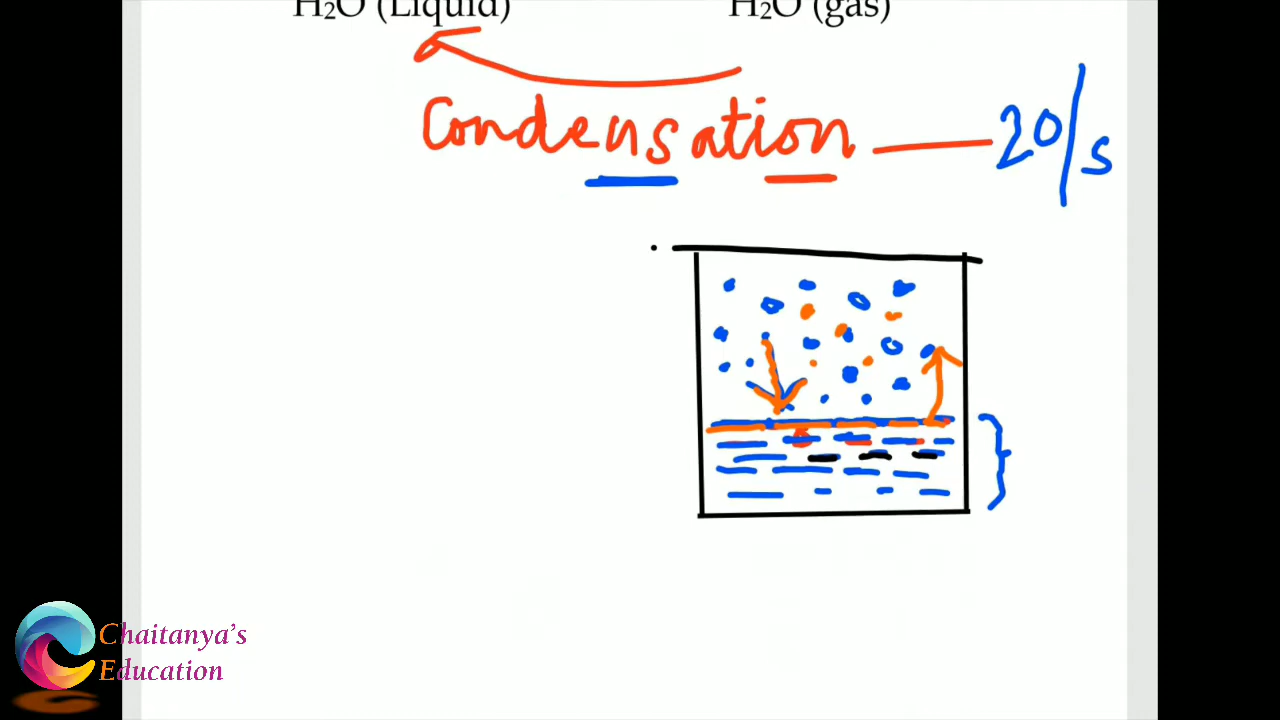 H₂O (Liquid) H₂O (gas)
Condensation — 20/s
Chaitanya's
Education